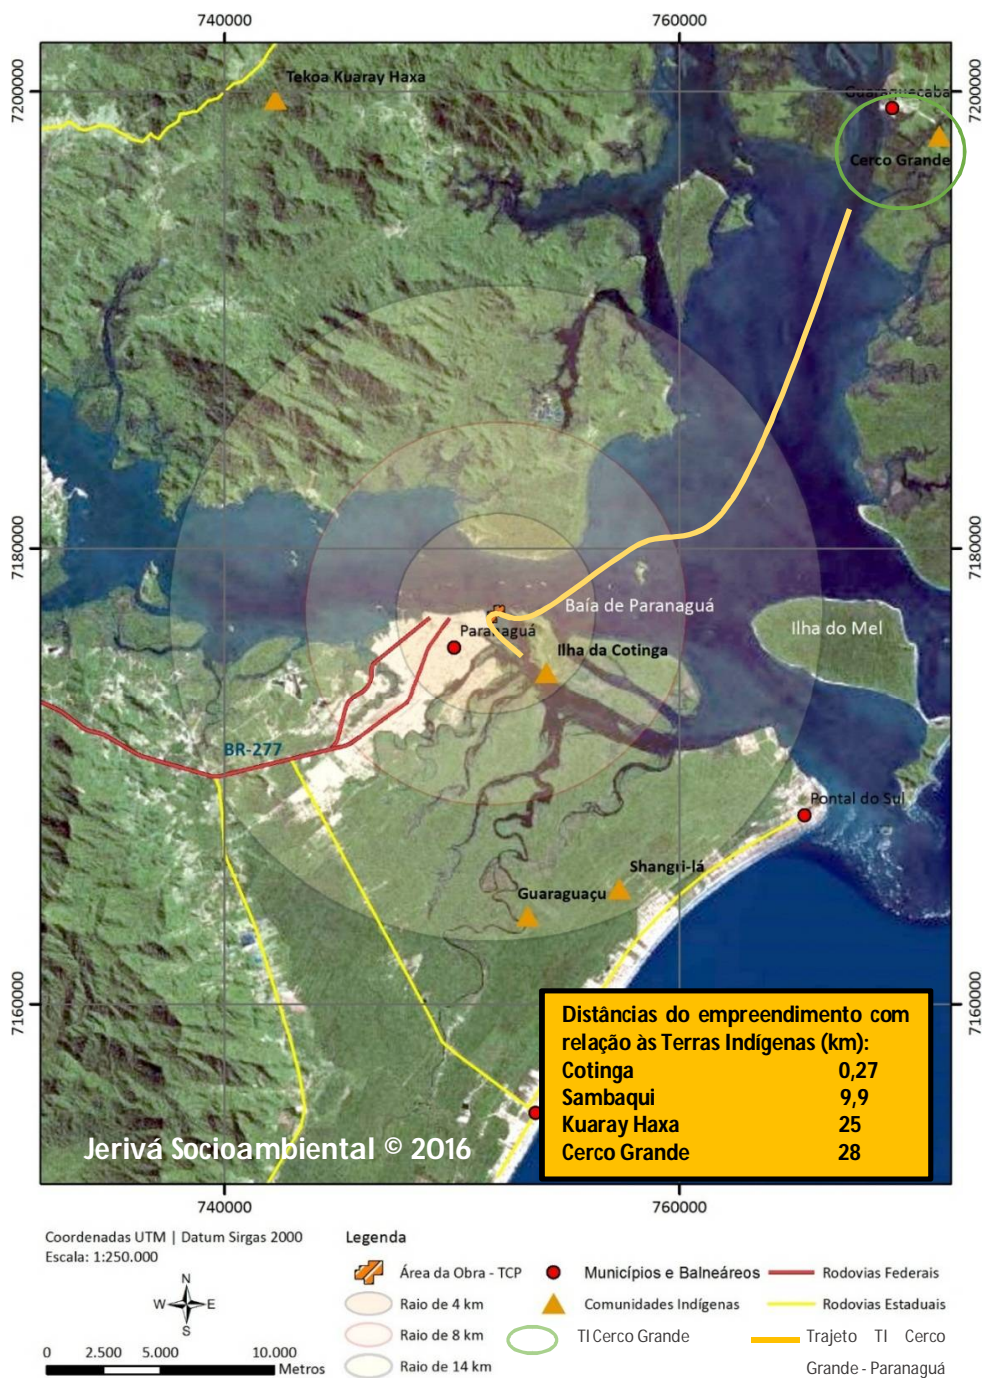 740000
760000
Tekoa Kuaray Haxa
7200000
7200000
Guaraqueçaba
Cerco Grande
7180000
7180000
Baía de Paranaguá
Paranaguá
Ilha do Mel
Ilha da Cotinga
BR-277
Pontal do Sul
Shangri-lá
Guaraguaçu
7160000
7160000
Distâncias do empreendimento com
relação às Terras Indígenas (km):
Cotinga 0,27
Sambaqui 9,9
Kuaray Haxa 25
Cerco Grande 28
Jerivá Socioambiental © 2016
740000
760000
Coordenadas UTM | Datum Sirgas 2000
Escala: 1:250.000
N
W E
S
0 2.500 5.000 10.000
Metros
Legenda
Área da Obra - TCP
Raio de 4 km
Raio de 8 km
Raio de 14 km
Municípios e Balneáreos
Comunidades Indígenas
TI Cerco Grande
Rodovias Federais
Rodovias Estaduais
Trajeto TI Cerco
Grande - Paranaguá